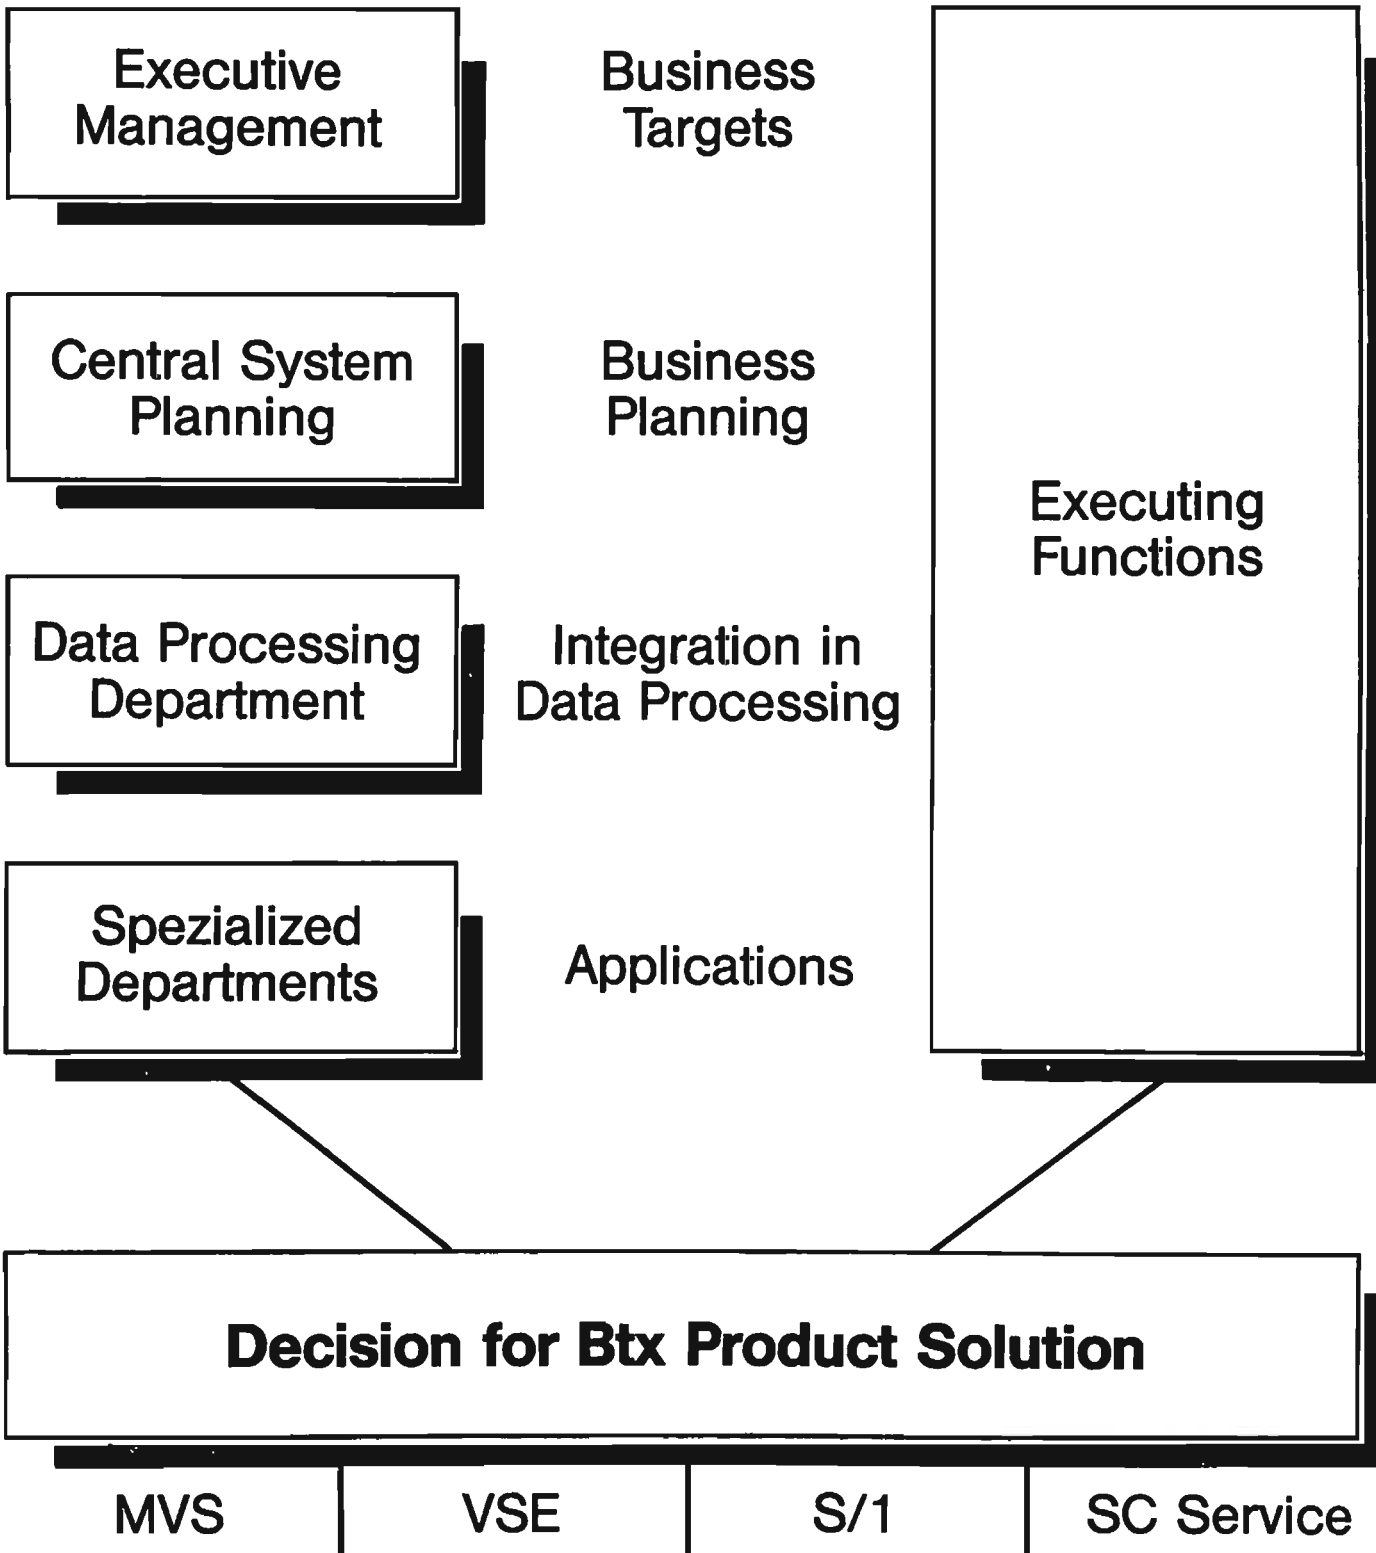 Executive
Management
Business
Targets
Central System
Planning
Business
Planning
Executing
Functions
Data Processing
Department
Integration in
Data Processing
Spezialized
Departments
Applications
Decision for Btx Product Solution
MVS
VSE
S/1
SC Service